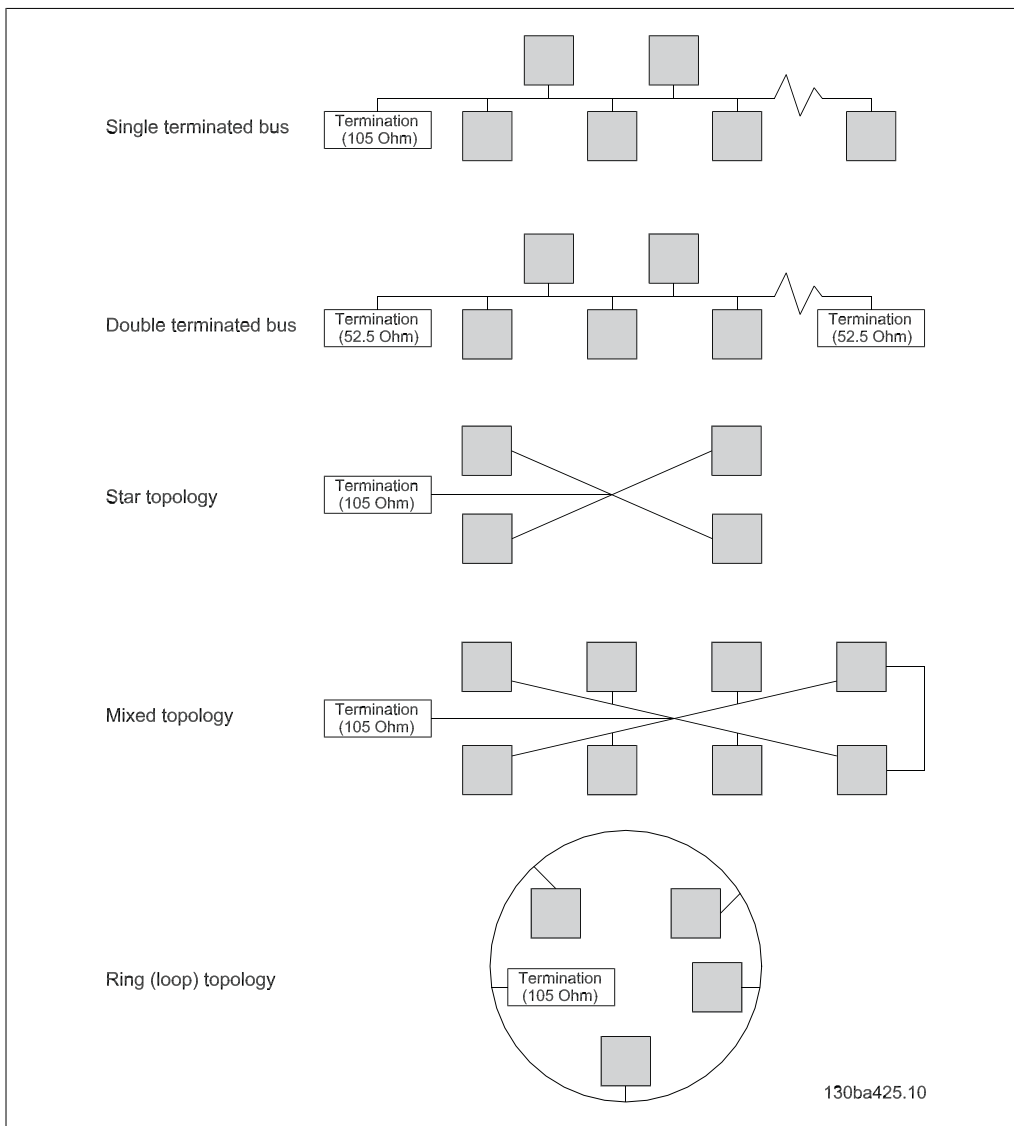 Single terminated bus
Termination
(105 Ohm)
Double terminated bus
Termination
(52.5 Ohm)
Termination
(52.5 Ohm)
Star topology
Termination
(105 Ohm)
Mixed topology
Termination
(105 Ohm)
Ring (loop) topology
Termination
(105 Ohm)
130ba425.10